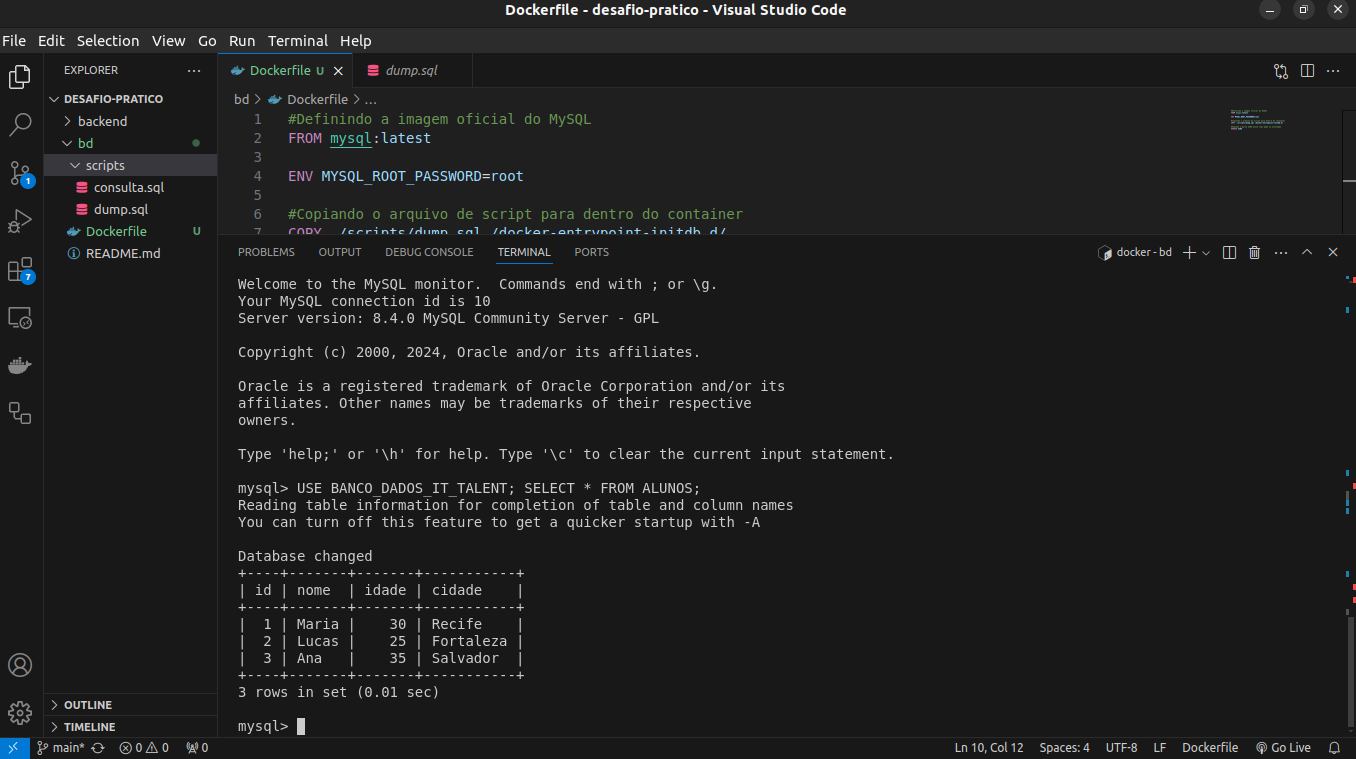 Dockerfile - desafio-pratico - Visual Studio Code
File Edit Selection View Go Run Terminal Help
EXPLORER ···
DESAFIO-PRATICO
backend
bd
scripts
consulta.sql
dump.sql
Dockerfile U
README.md
OUTLINE
TIMELINE
1
7
Dockerfile U
dump.sql
bd > Dockerfile > ...
1 #Definindo a imagem oficial do MySQL
2 FROM mysql:latest
3
4 ENV MYSQL_ROOT_PASSWORD=root
5
6 #Copiando o arquivo de script para dentro do container
7 COPY ./scripts/dump.sql /docker-entrypoint-initdb.d/
PROBLEMS OUTPUT DEBUG CONSOLE TERMINAL PORTS
docker - bd
Welcome to the MySQL monitor.  Commands end with ; or \g.
Your MySQL connection id is 10
Server version: 8.4.0 MySQL Community Server - GPL
Copyright (c) 2000, 2024, Oracle and/or its affiliates.
Oracle is a registered trademark of Oracle Corporation and/or its
affiliates. Other names may be trademarks of their respective
owners.
Type 'help;' or '\h' for help. Type '\c' to clear the current input statement.
mysql> USE BANCO_DADOS_IT_TALENT; SELECT * FROM ALUNOS;
Reading table information for completion of table and column names
You can turn off this feature to get a quicker startup with -A
Database changed
+----+-------+-------+-----------+
| id | nome  | idade | cidade    |
+----+-------+-------+-----------+
|  1 | Maria |    30 | Recife    |
|  2 | Lucas |    25 | Fortaleza |
|  3 | Ana   |    35 | Salvador  |
+----+-------+-------+-----------+
3 rows in set (0.01 sec)
mysql>
main* 0 0 0 Ln 10, Col 12 Spaces: 4 UTF-8 LF Dockerfile Go Live